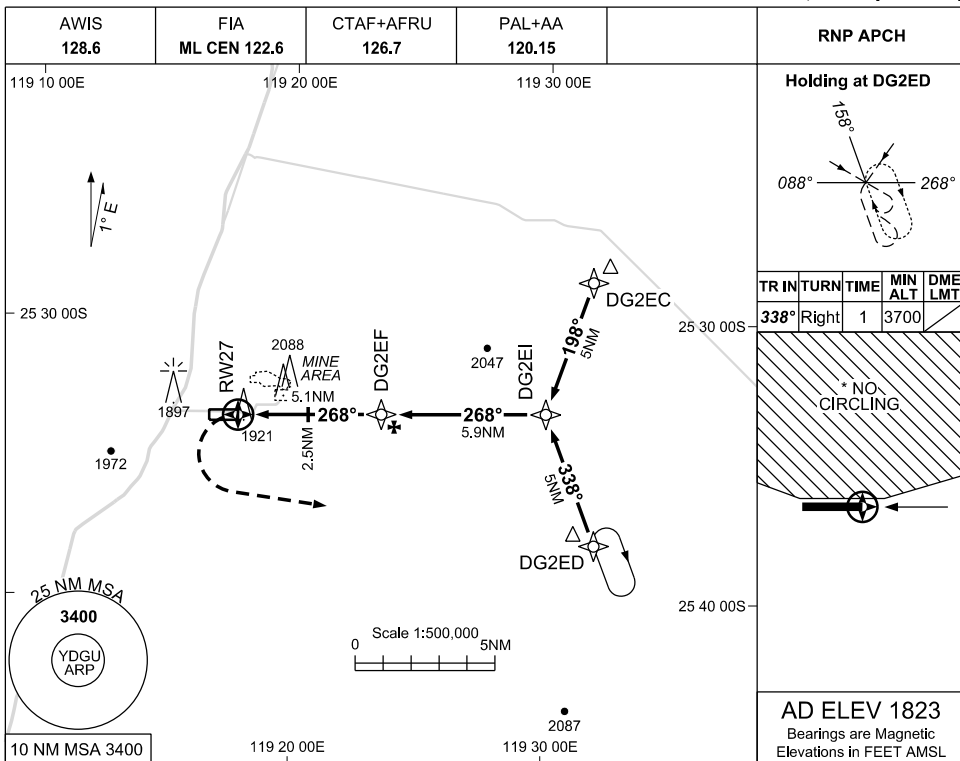 AWIS
128.6
FIA
ML CEN 122.6
CTAF+AFRU
126.7
PAL+AA
120.15
RNP APCH
119 10 00E
119 20 00E
119 30 00E
Holding at DG2ED
158°
088°
268°
1° E
TR IN
TURN
TIME
MIN ALT
DME LMT
338°
Right
1
3700
DG2EC
25 30 00S
25 30 00S
198°
5NM
2047
DG2EI
DG2EF
2088
MINE
AREA
RW27
1897
5.1NM
268°
268°
5.9NM
1921
2.5NM
1972
* NO
CIRCLING
338°
5NM
DG2ED
25 NM MSA
3400
YDGU
ARP
25 40 00S
Scale 1:500,000
0
5NM
2087
10 NM MSA 3400
119 20 00E
119 30 00E
AD ELEV 1823
Bearings are Magnetic
Elevations in FEET AMSL